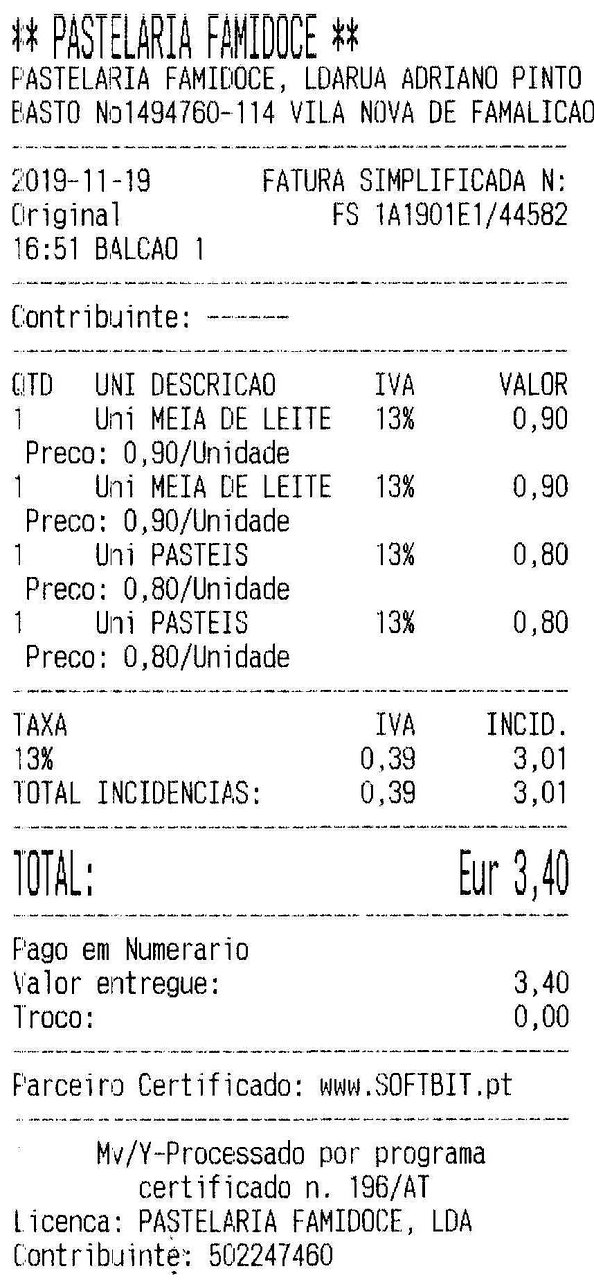 ** PASTELARIA FAMIDOCE **
PASTELARIA FAMIDOCE, LDARUA ADRIANO PINTO
BASTO No1494760-114 VILA NOVA DE FAMALICAO
2019-11-19 FATURA SIMPLIFICADA N:
Original FS 1A1901E1/44582
16:51 BALCAO 1
Contribuinte: ------
QTD UNI DESCRICAO IVA VALOR
1 Uni MEIA DE LEITE 13% 0,90
Preco: 0,90/Unidade
1 Uni MEIA DE LEITE 13% 0,90
Preco: 0,90/Unidade
1 Uni PASTEIS 13% 0,80
Preco: 0,80/Unidade
1 Uni PASTEIS 13% 0,80
Preco: 0,80/Unidade
TAXA IVA INCID.
13% 0,39 3,01
TOTAL INCIDENCIAS: 0,39 3,01
TOTAL: Eur 3,40
Pago em Numerario
Valor entregue: 3,40
Troco: 0,00
Parceiro Certificado: www.SOFTBIT.pt
Mv/Y-Processado por programa
certificado n. 196/AT
Licenca: PASTELARIA FAMIDOCE, LDA
Contribuinte: 502247460